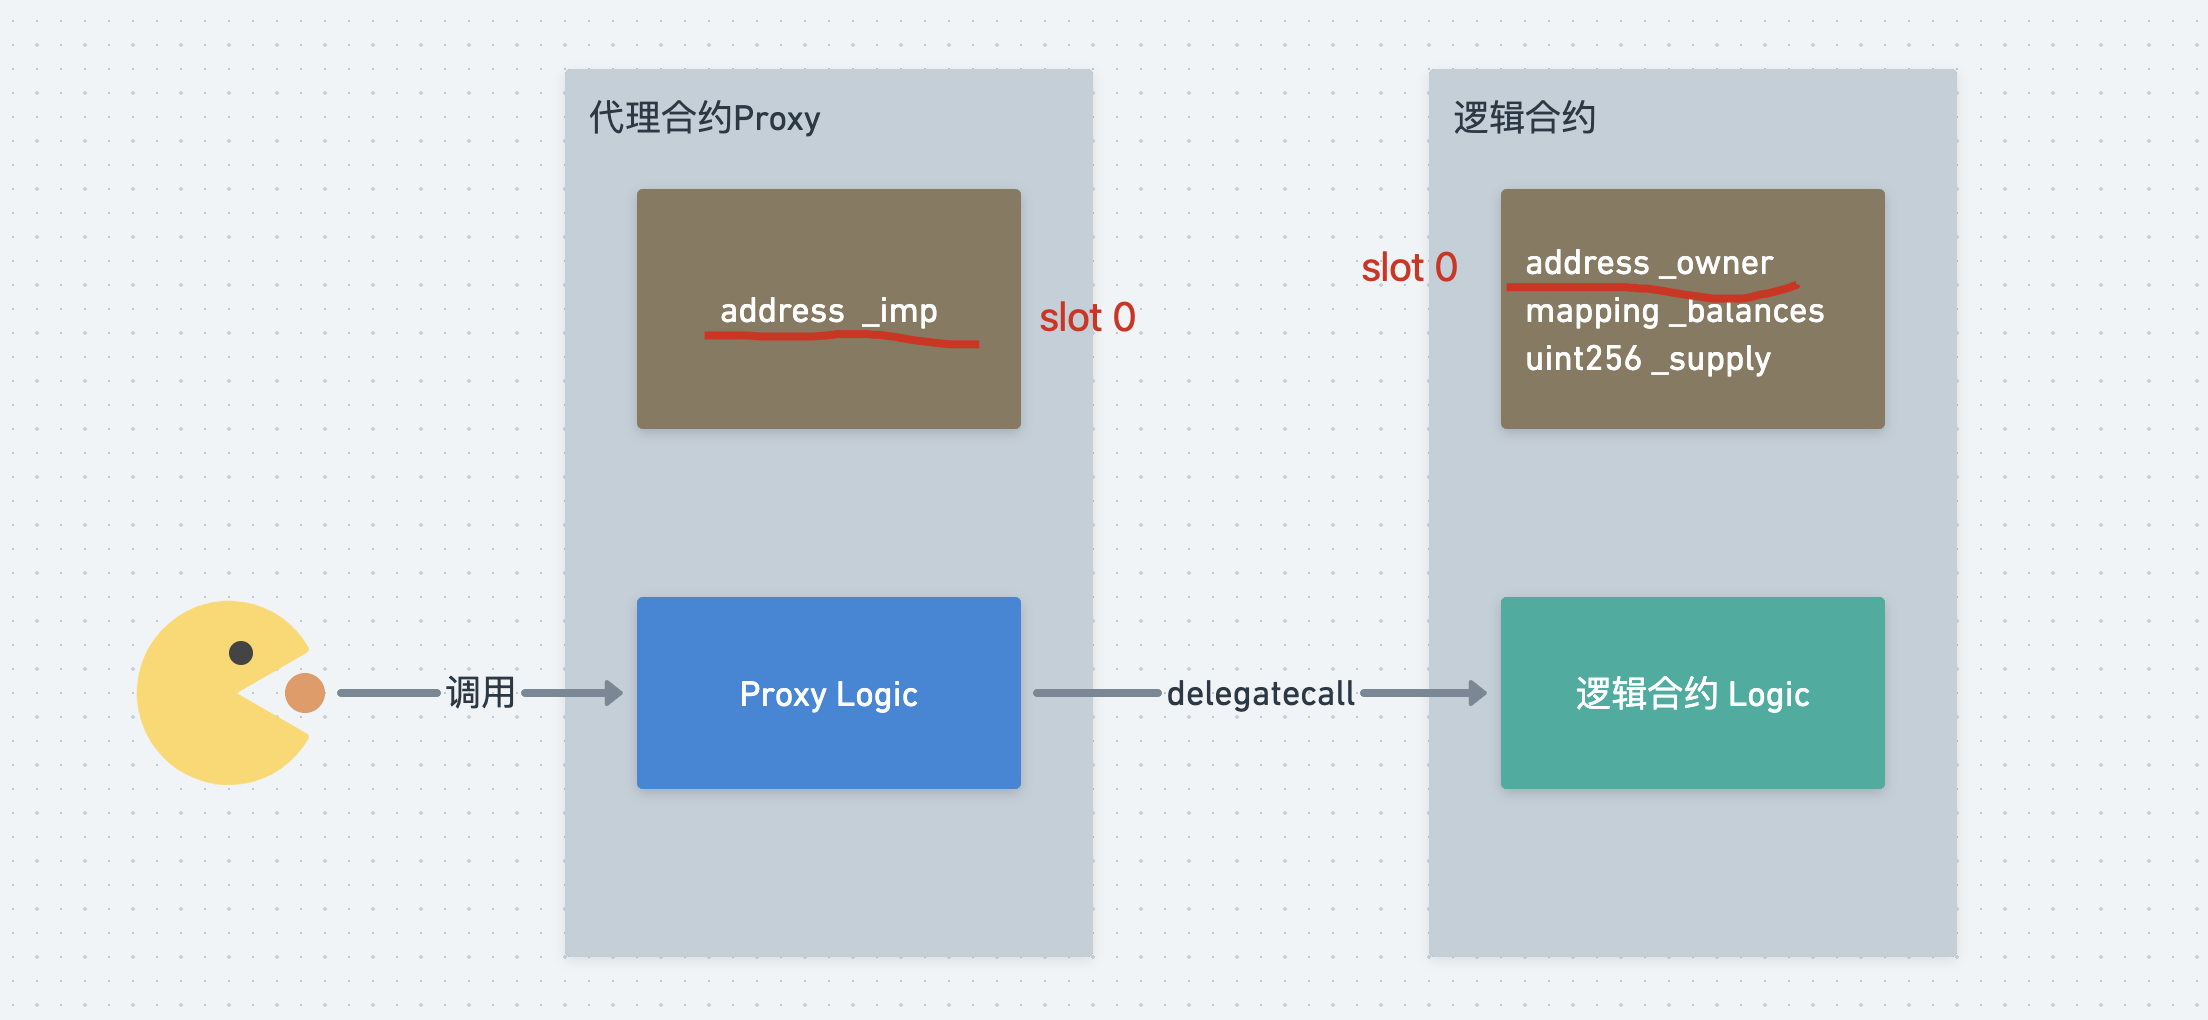 代理合约Proxy
address _imp
slot 0
逻辑合约
slot 0
address _owner
mapping _balances
uint256 _supply
调用
Proxy Logic
delegatecall
逻辑合约 Logic